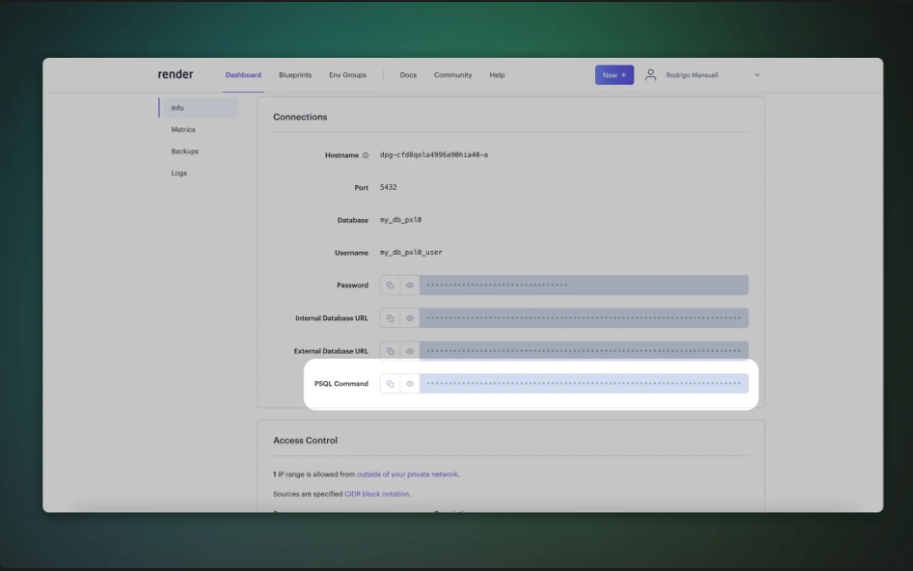 render Dashboard Blueprints Env Groups Docs Community Help New + Rodrigo Mansueli
Info
Metrics
Backups
Logs
Connections
Hostname dpg-cfd8qola4996a90hia40-a
Port 5432
Database my_db_pxl0
Username my_db_pxl0_user
Password ••••••••••••••••••••••••••••••••
Internal Database URL
External Database URL
PSQL Command
Access Control
1 IP range is allowed from outside of your private network.
Sources are specified CIDR block notation.